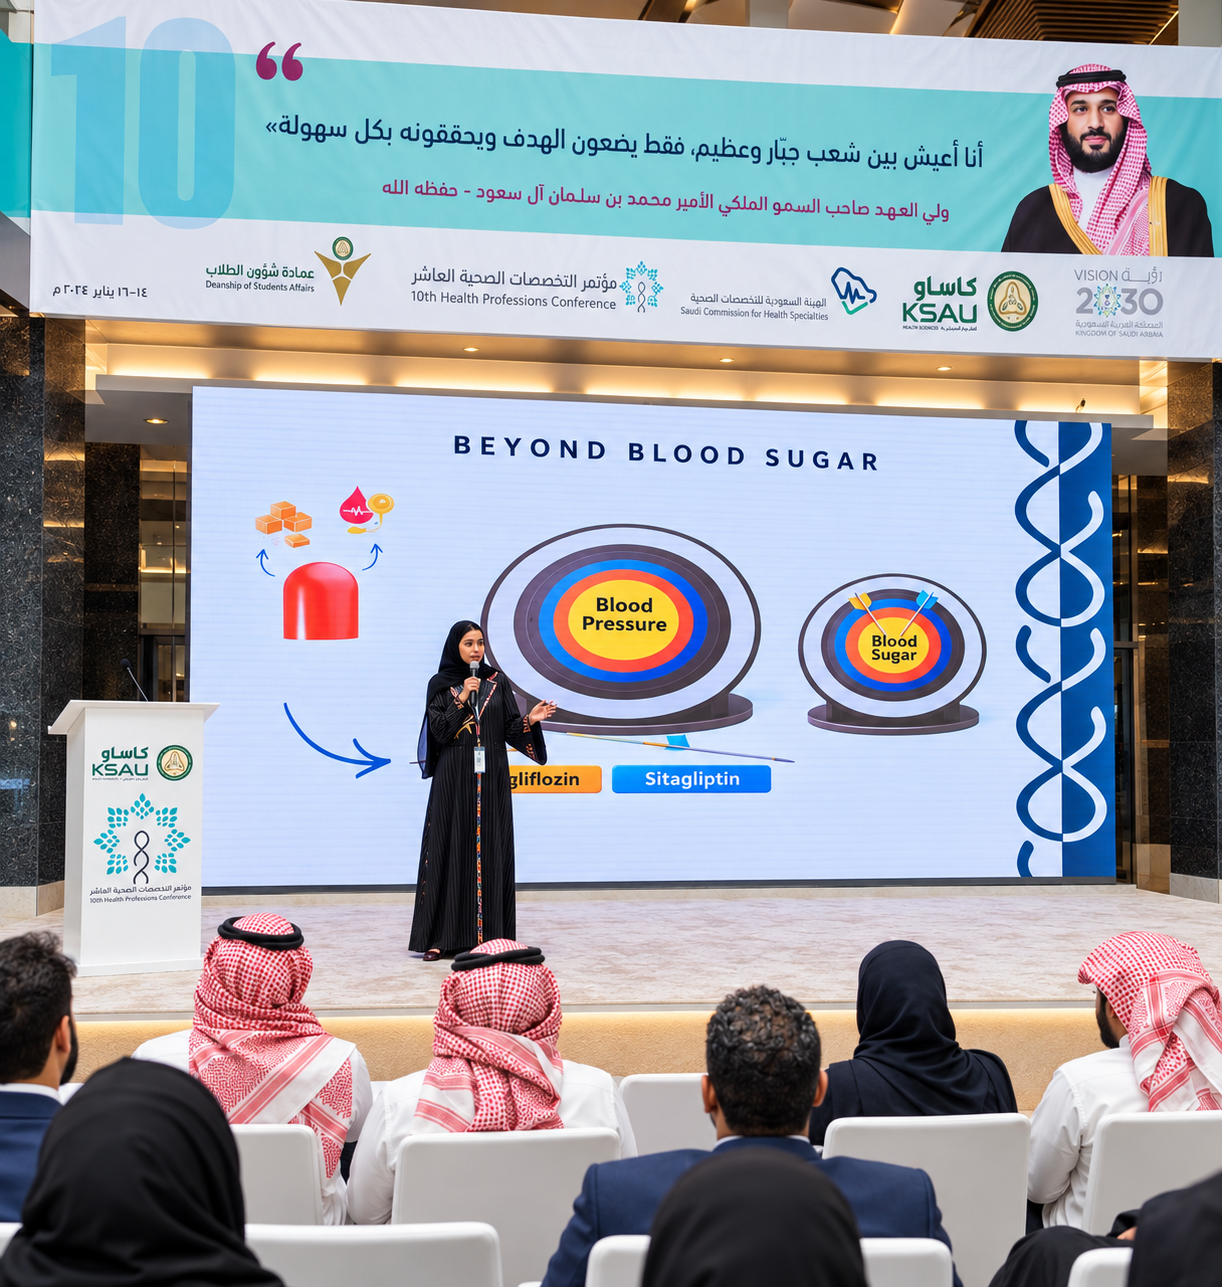 10
“
أنا أعيش بين شعب جبّار وعظيم، فقط يضعون الهدف ويحققونه بكل سهولة»
ولي العهد صاحب السمو الملكي الأمير محمد بن سلمان آل سعود - حفظه الله
١٤-١٦ يناير ٢٠٢٤ م
عمادة شؤون الطلاب
Deanship of Students Affairs
مؤتمر التخصصات الصحية العاشر
10th Health Professions Conference
الهيئة السعودية للتخصصات الصحية
Saudi Commission for Health Specialties
كاساو
KSAU
HEALTH SCIENCES
VISION رؤية
2030
المملكة العربية السعودية
KINGDOM OF SAUDI ARABIA
BEYOND BLOOD SUGAR
Blood
Pressure
Blood
Sugar
gliflozin
Sitagliptin
كاساو
KSAU
مؤتمر التخصصات الصحية العاشر
10th Health Professions Conference